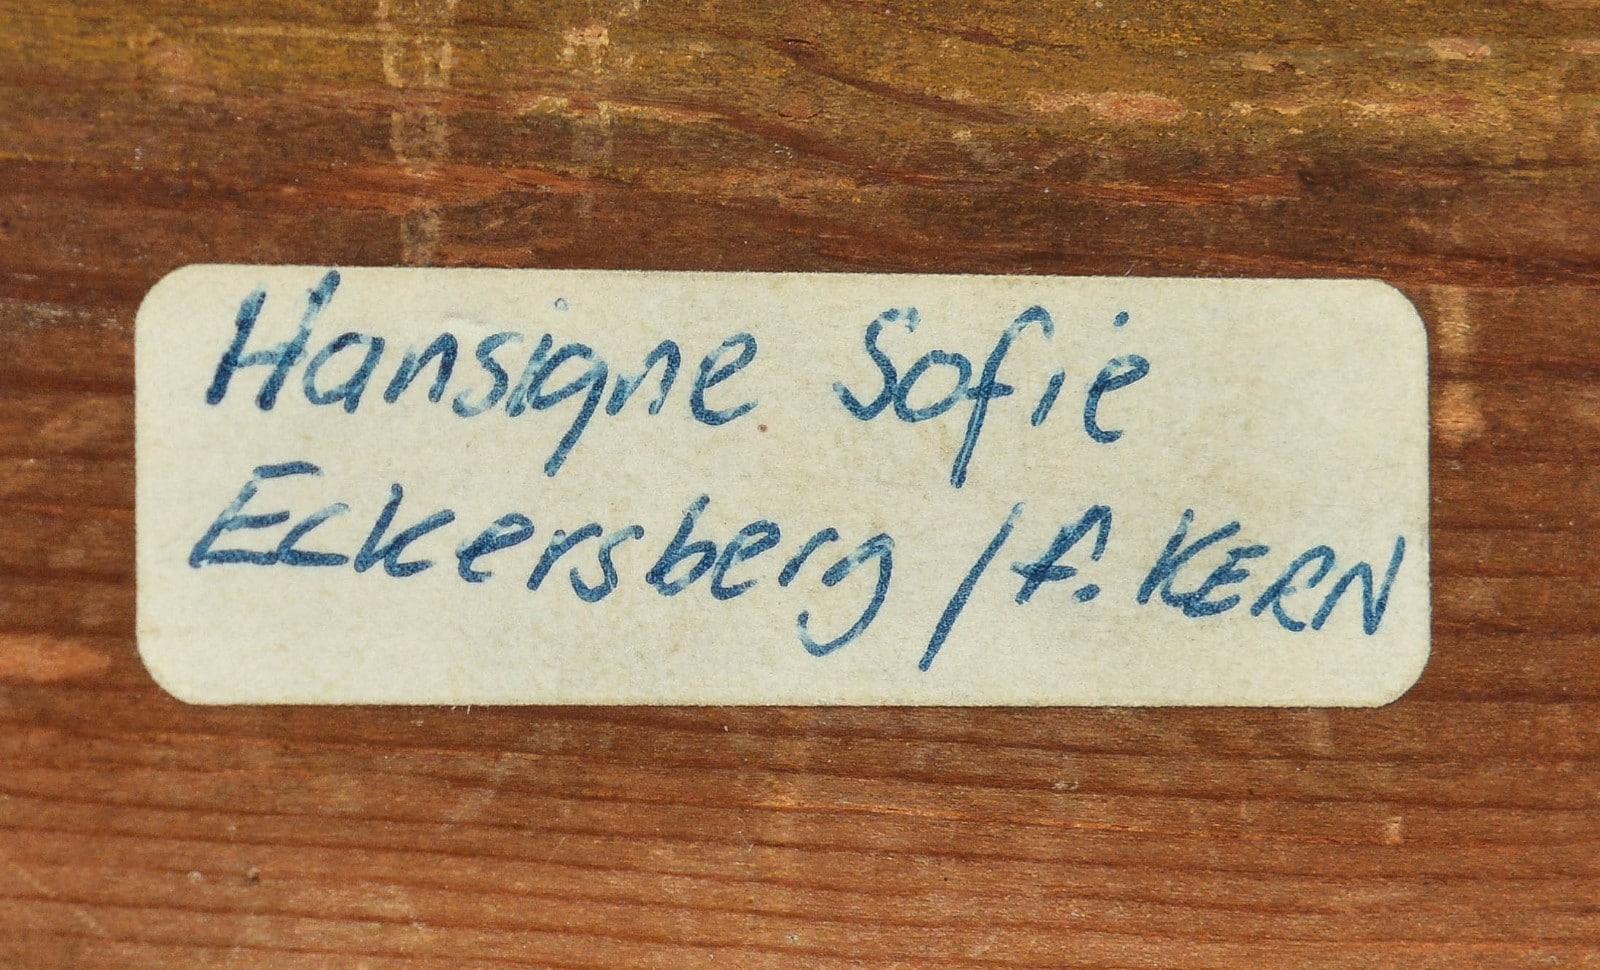 Hansigne Sofie
Eckersberg / f. KERN